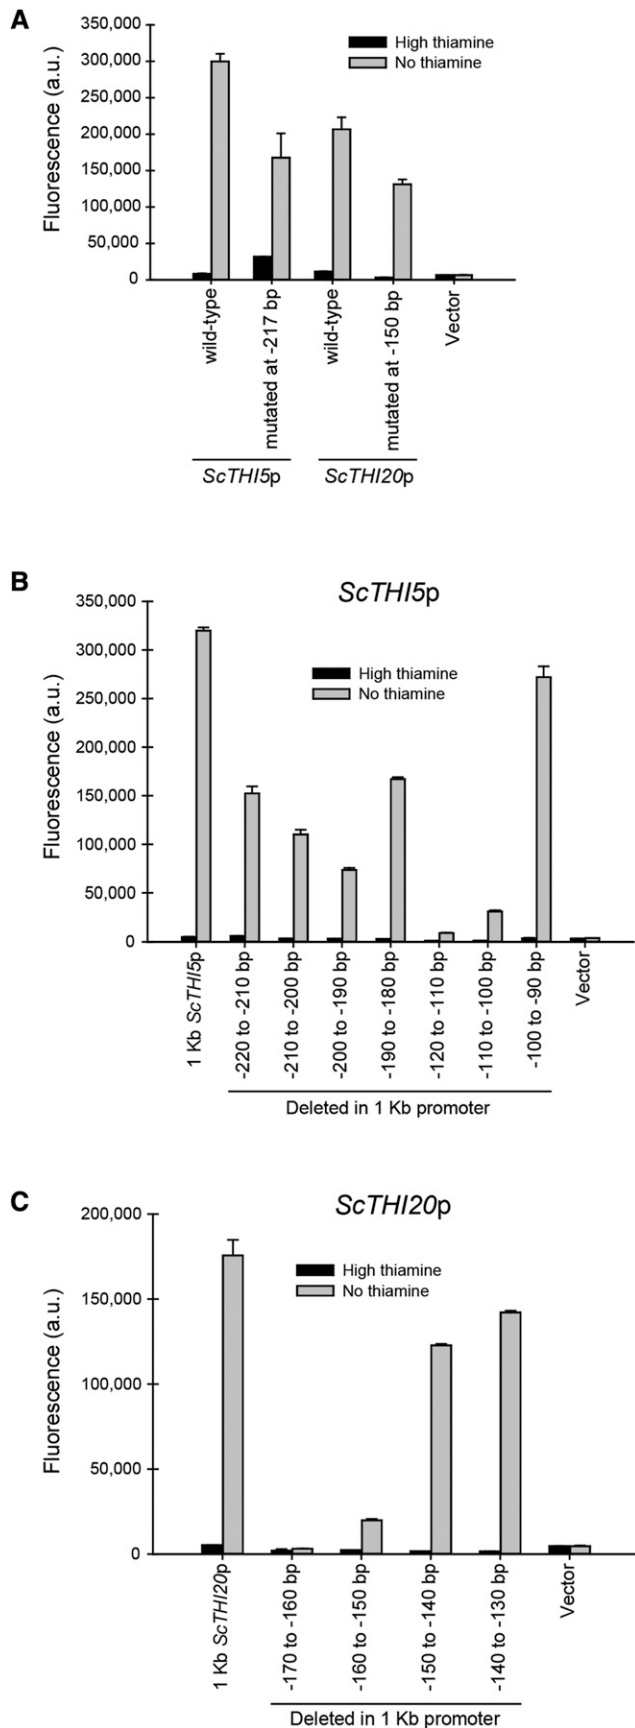 A
Fluorescence (a.u.)
350,000
300,000
250,000
200,000
150,000
100,000
50,000
0
High thiamine
No thiamine
wild-type
mutated at -217 bp
wild-type
mutated at -150 bp
Vector
ScTHI5p
ScTHI20p
B
ScTHI5p
Fluorescence (a.u.)
350,000
300,000
250,000
200,000
150,000
100,000
50,000
0
High thiamine
No thiamine
1 Kb ScTHI5p
-220 to -210 bp
-210 to -200 bp
-200 to -190 bp
-190 to -180 bp
-120 to -110 bp
-110 to -100 bp
-100 to -90 bp
Vector
Deleted in 1 Kb promoter
C
ScTHI20p
Fluorescence (a.u.)
200,000
150,000
100,000
50,000
0
High thiamine
No thiamine
1 Kb ScTHI20p
-170 to -160 bp
-160 to -150 bp
-150 to -140 bp
-140 to -130 bp
Vector
Deleted in 1 Kb promoter